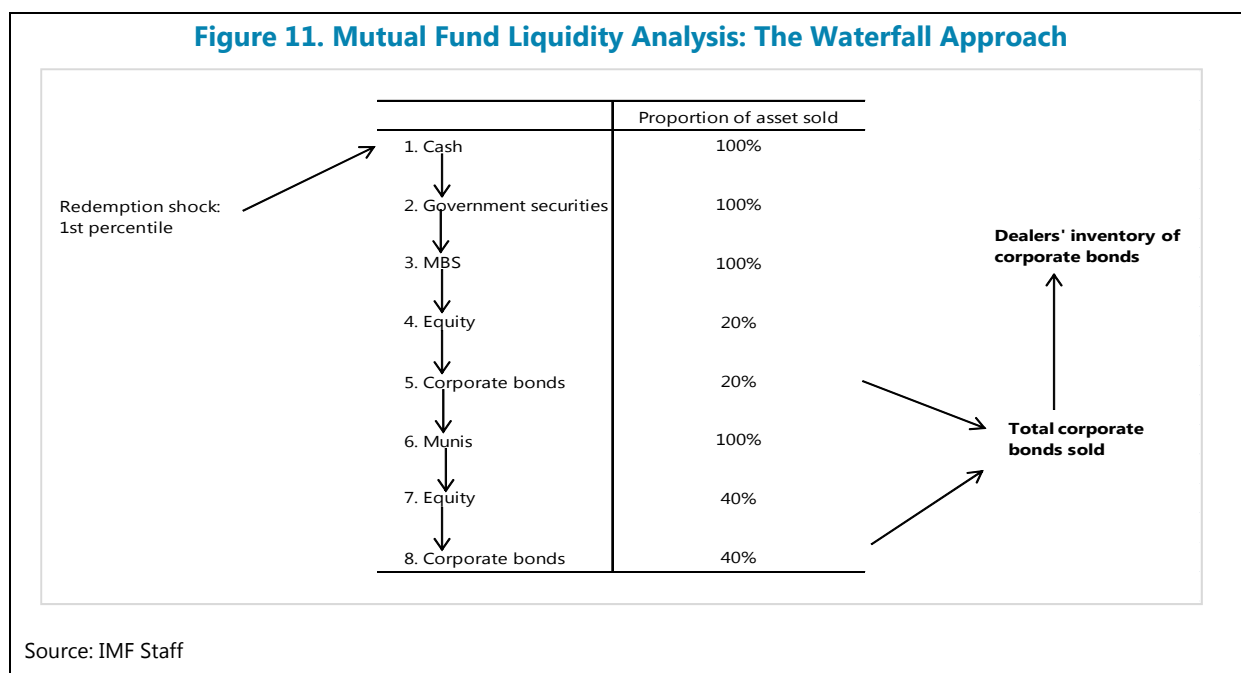 Figure 11. Mutual Fund Liquidity Analysis: The Waterfall Approach
Proportion of asset sold
1. Cash 100%
Redemption shock:
1st percentile
2. Government securities 100%
3. MBS 100%
Dealers' inventory of
corporate bonds
4. Equity 20%
5. Corporate bonds 20%
6. Munis 100%
Total corporate
bonds sold
7. Equity 40%
8. Corporate bonds 40%
Source: IMF Staff